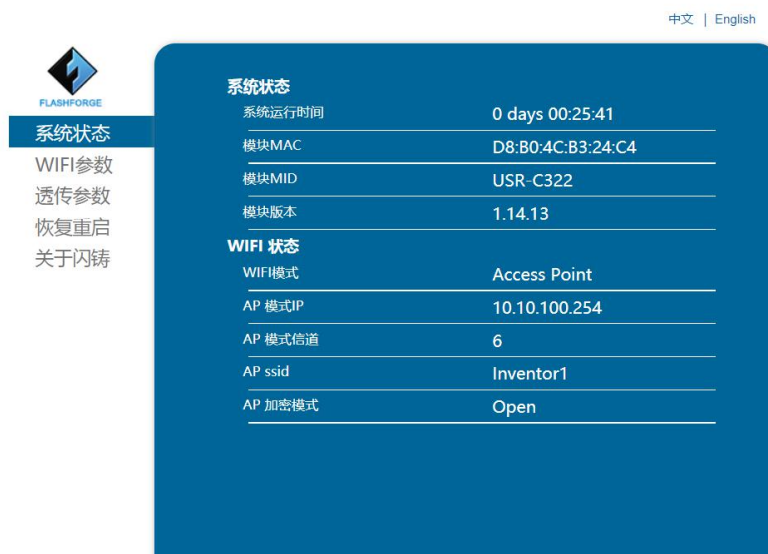 中文 | English
FLASHFORGE
系统状态
WIFI参数
透传参数
恢复重启
关于闪铸
系统状态
系统运行时间 0 days 00:25:41
模块MAC D8:B0:4C:B3:24:C4
模块MID USR-C322
模块版本 1.14.13
WIFI 状态
WIFI模式 Access Point
AP 模式IP 10.10.100.254
AP 模式信道 6
AP ssid Inventor1
AP 加密模式 Open